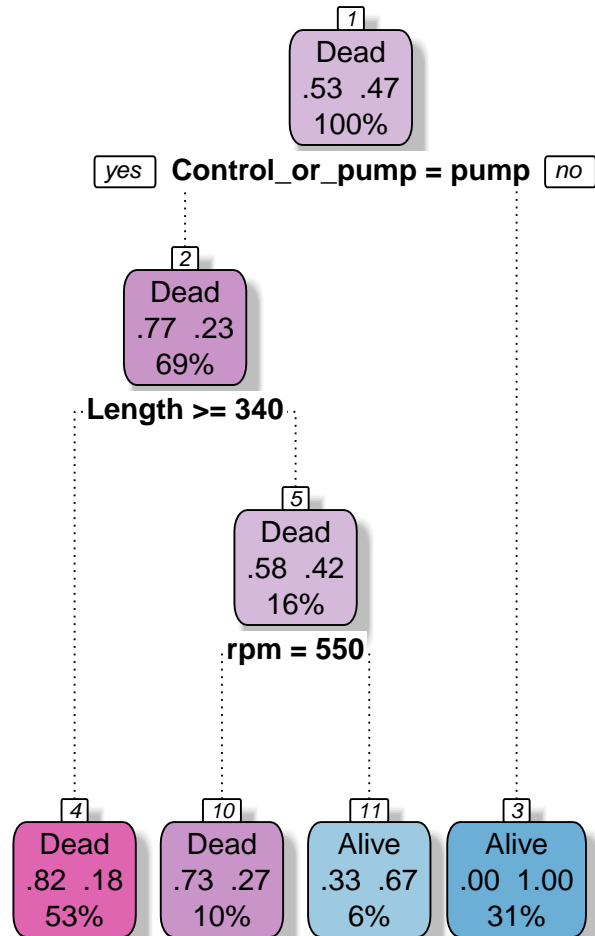 1
Dead
.53 .47
100%
yes Control_or_pump = pump no
2
Dead
.77 .23
69%
Length >= 340
5
Dead
.58 .42
16%
rpm = 550
4 10 11 3
Dead Dead Alive Alive
.82 .18 .73 .27 .33 .67 .00 1.00
53% 10% 6% 31%